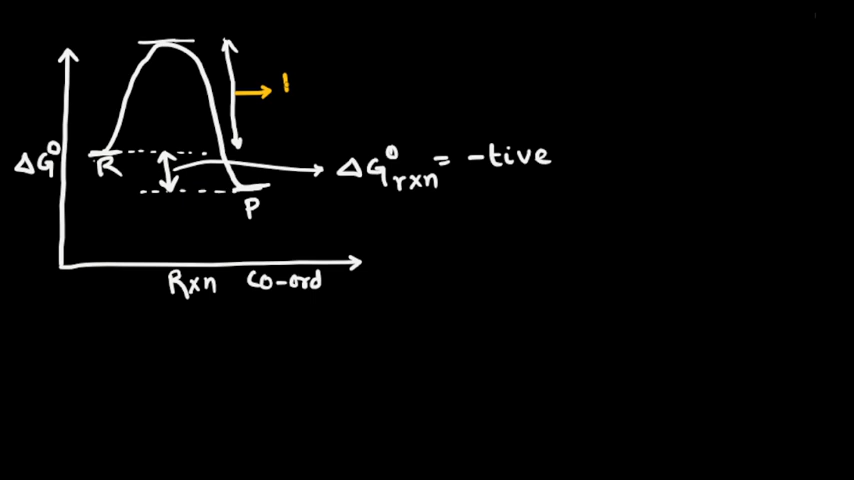 ΔG⁰
R
P
ΔG⁰rxn = -tive
Rxn Co-ord